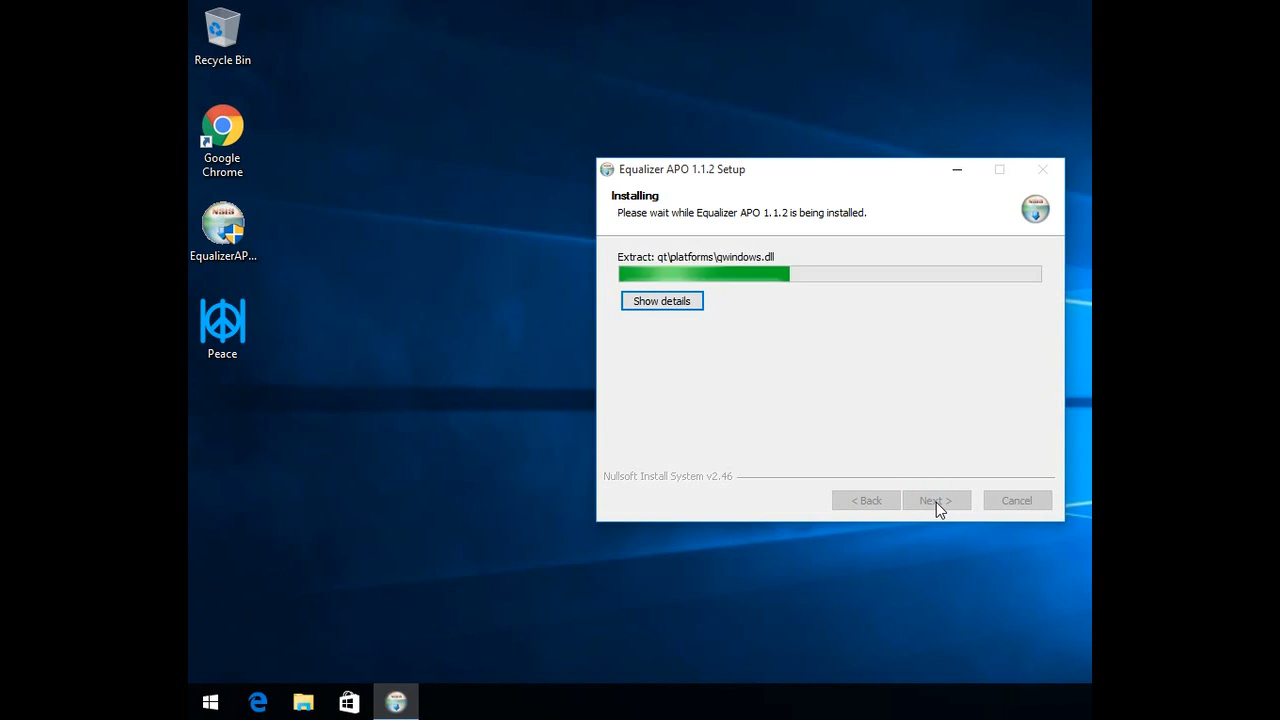 Recycle Bin
Google
Chrome
EqualizerAP...
Peace
Equalizer APO 1.1.2 Setup
Installing
Please wait while Equalizer APO 1.1.2 is being installed.
Extract: qt\platforms\qwindows.dll
Show details
Nullsoft Install System v2.46
< Back
Next >
Cancel